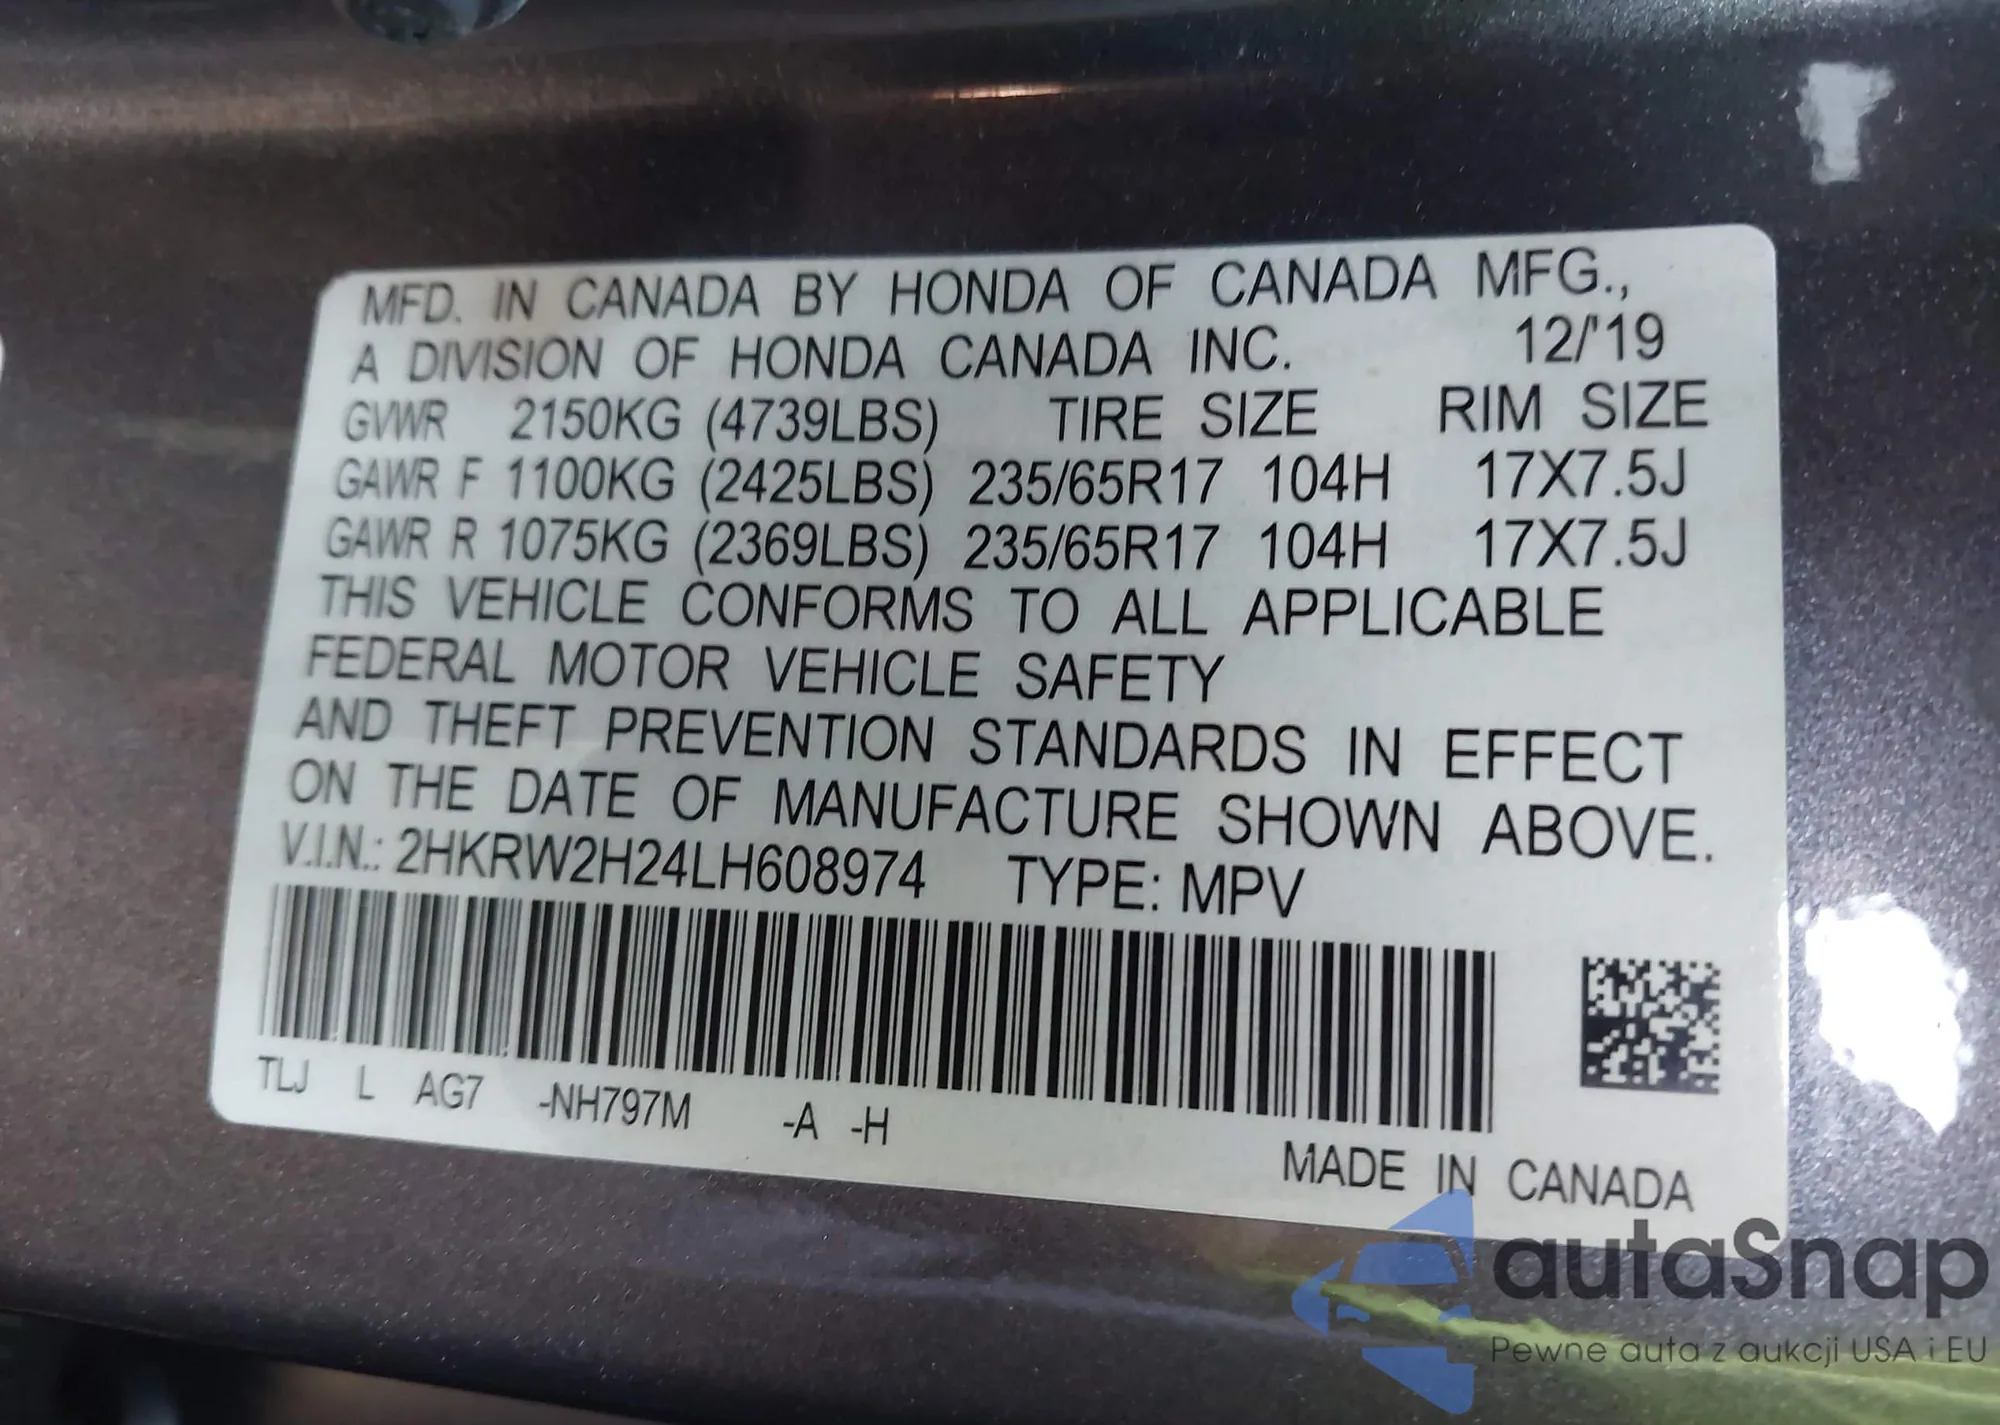 MFD. IN CANADA BY HONDA OF CANADA MFG.,
A DIVISION OF HONDA CANADA INC. 12/'19
GVWR 2150KG (4739LBS) TIRE SIZE RIM SIZE
GAWR F 1100KG (2425LBS) 235/65R17 104H 17X7.5J
GAWR R 1075KG (2369LBS) 235/65R17 104H 17X7.5J
THIS VEHICLE CONFORMS TO ALL APPLICABLE
FEDERAL MOTOR VEHICLE SAFETY
AND THEFT PREVENTION STANDARDS IN EFFECT
ON THE DATE OF MANUFACTURE SHOWN ABOVE.
V.I.N.: 2HKRW2H24LH608974 TYPE: MPV
TLJ L AG7 -NH797M -A -H
MADE IN CANADA
autaSnap
Pewne auta z aukcji USA i EU